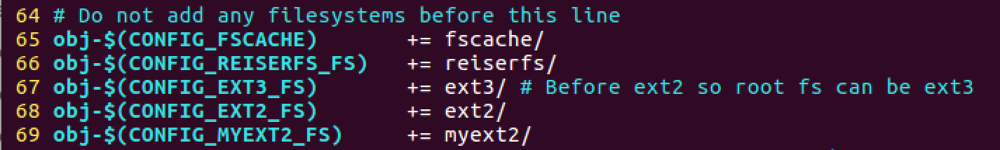 64 # Do not add any filesystems before this line
65 obj-$(CONFIG_FSCACHE)       += fscache/
66 obj-$(CONFIG_REISERFS_FS)   += reiserfs/
67 obj-$(CONFIG_EXT3_FS)       += ext3/ # Before ext2 so root fs can be ext3
68 obj-$(CONFIG_EXT2_FS)       += ext2/
69 obj-$(CONFIG_MYEXT2_FS)     += myext2/